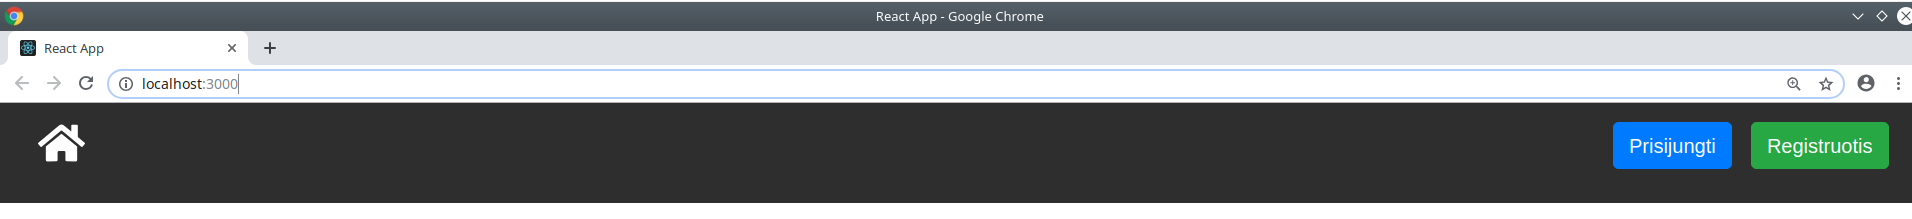 React App - Google Chrome
React App
localhost:3000
Prisijungti
Registruotis